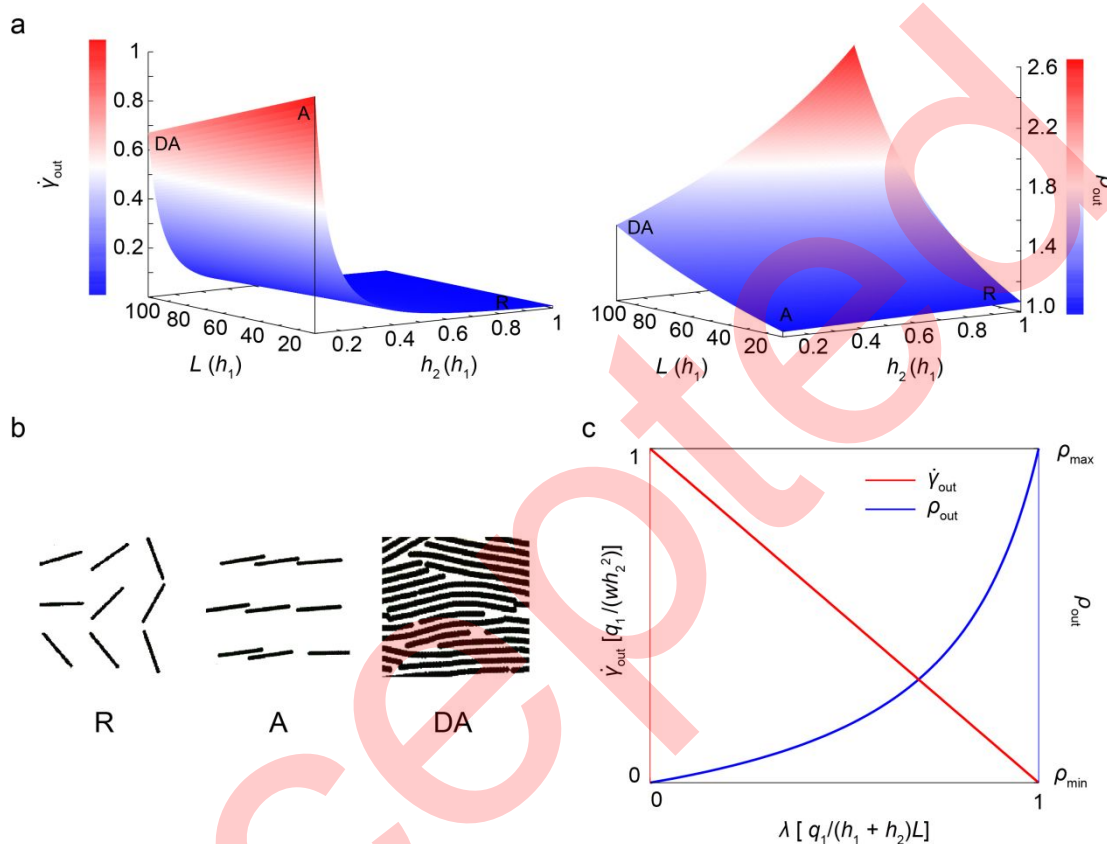 a
1
0.8
0.6
0.4
0.2
γ̇out
DA
A
R
100 80 60 40 20
0.2 0.4 0.6 0.8 1
L (h1)
h2 (h1)
2.6
2.2
1.8
1.4
1.0
ρout
DA
A
R
100 80 60 40 20
0.2 0.4 0.6 0.8 1
L (h1)
h2 (h1)
b
R A DA
c
1
0
γ̇out [q1/(wh2²)]
γ̇out
ρout
ρmax
ρout
ρmin
0 1
λ [ q1/(h1 + h2)L]
cepted